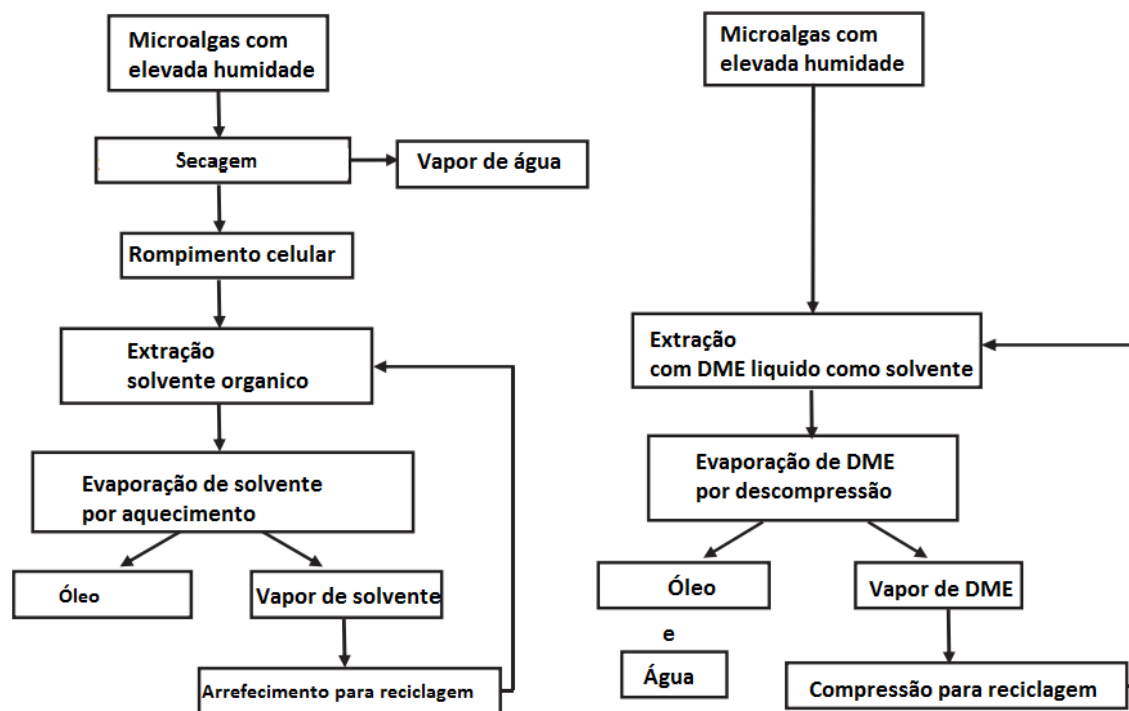 Microalgas com
elevada humidade
Secagem
Vapor de água
Rompimento celular
Extração
solvente organico
Evaporação de solvente
por aquecimento
Óleo
Vapor de solvente
Arrefecimento para reciclagem
Microalgas com
elevada humidade
Extração
com DME liquido como solvente
Evaporação de DME
por descompressão
Óleo
Vapor de DME
e
Água
Compressão para reciclagem